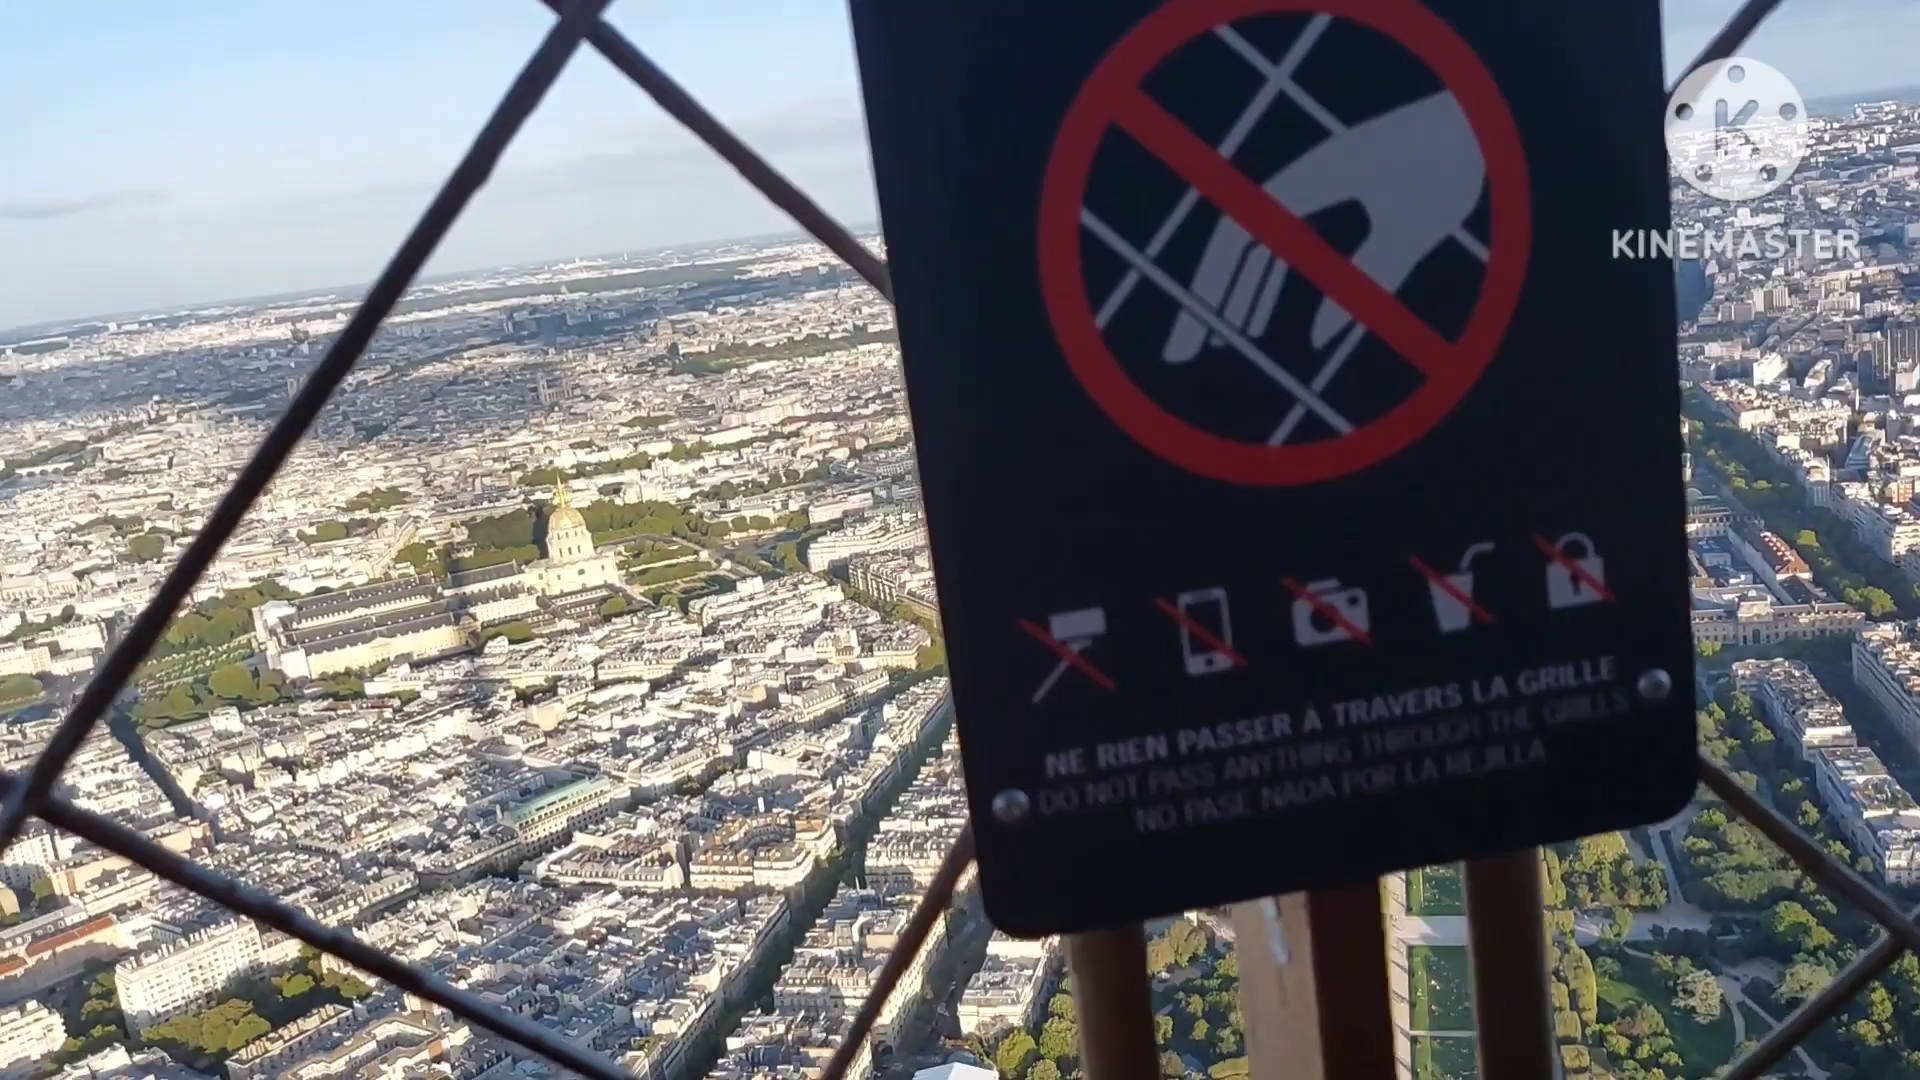 K
KINEMASTER
NE RIEN PASSER À TRAVERS LA GRILLE
DO NOT PASS ANYTHING THROUGH THE GRILLS
NO PASE NADA POR LA REJILLA